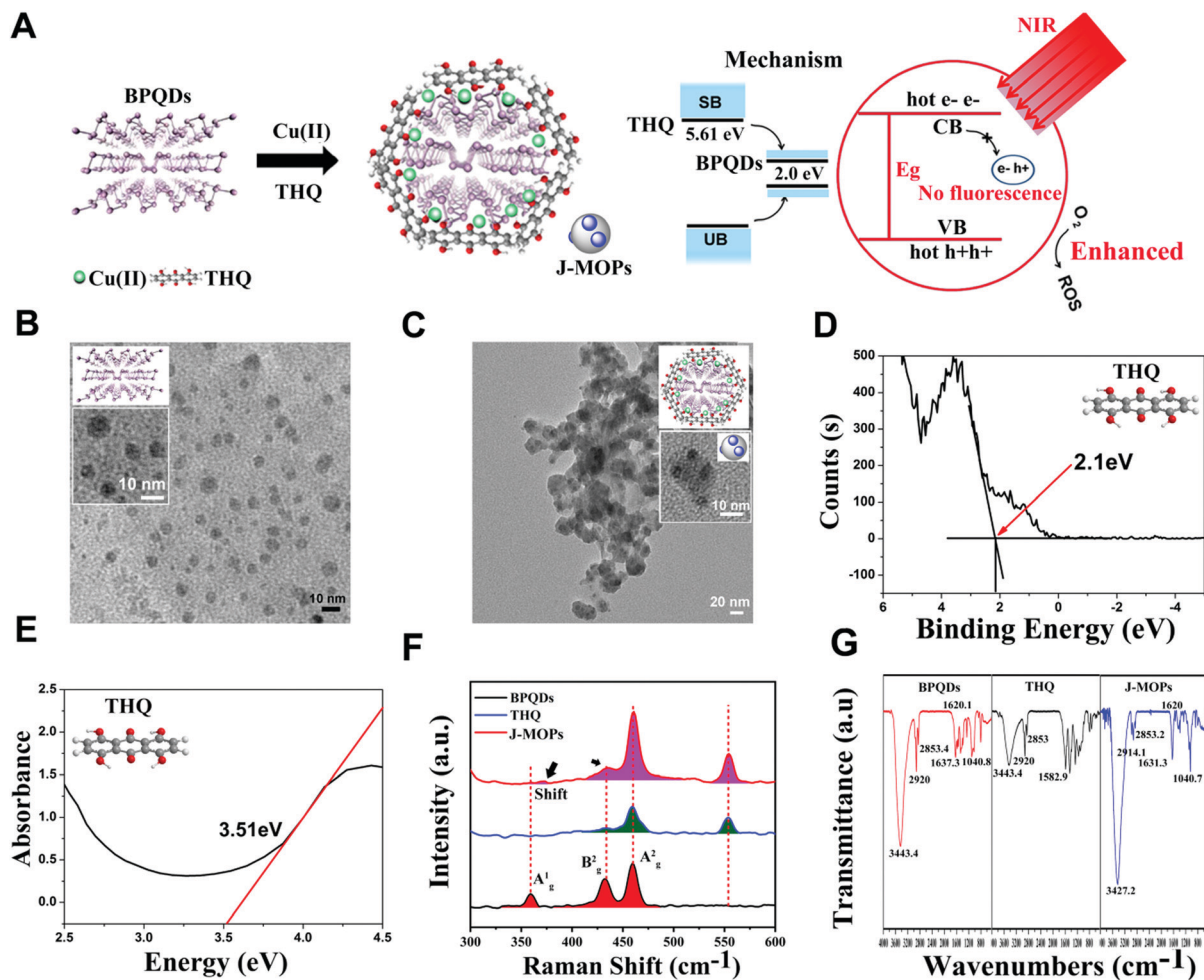 A
BPQDs
Cu(II)
THQ
Cu(II)
THQ
J-MOPs
Mechanism
THQ
SB
5.61 eV
BPQDs
2.0 eV
UB
NIR
hot e- e-
CB
e- h+
Eg
No fluorescence
VB
hot h+h+
O2
Enhanced
ROS
B
10 nm
10 nm
C
10 nm
20 nm
D
THQ
2.1eV
Counts (s)
500
400
300
200
100
0
-100
6 4 2 0 -2 -4
Binding Energy (eV)
E
THQ
3.51eV
Absorbance
2.5
2.0
1.5
1.0
0.5
0.0
2.5 3.0 3.5 4.0 4.5
Energy (eV)
F
BPQDs
THQ
J-MOPs
Shift
A1g
B2g
A2g
Intensity (a.u.)
300 350 400 450 500 550 600
Raman Shift (cm-1)
G
BPQDs THQ J-MOPs
1620.1
2853.4
1637.3
1040.8
2920
3443.4
2853
2920
3443.4
1582.9
1620
2853.2
2914.1
1631.3
1040.7
3427.2
Transmittance (a.u)
Wavenumbers (cm-1)